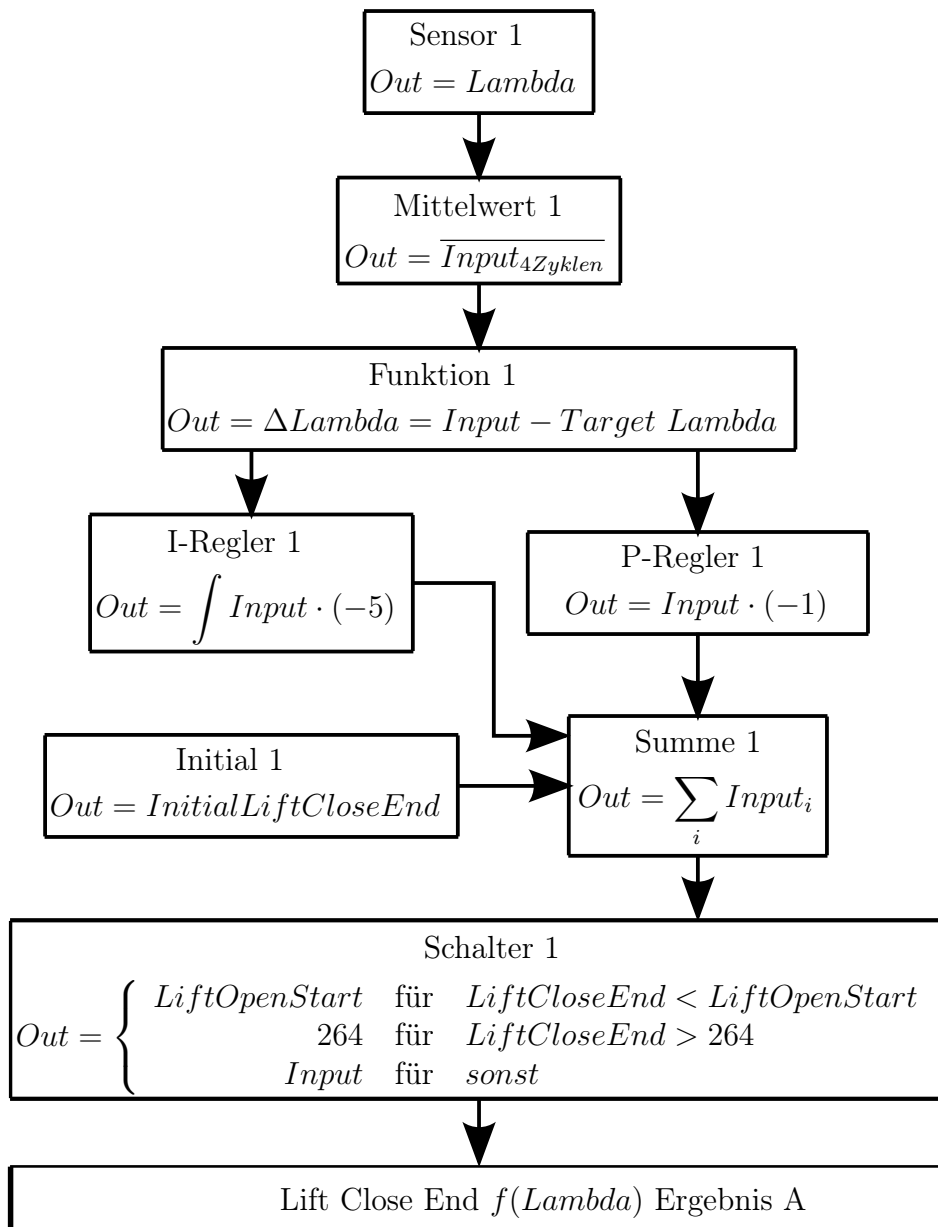 Sensor 1
Out = Lambda
Mittelwert 1
Out = \overline{Input_{4Zyklen}}
Funktion 1
Out = ΔLambda = Input − Target Lambda
I-Regler 1
Out = ∫ Input · (−5)
P-Regler 1
Out = Input · (−1)
Initial 1
Out = InitialLiftCloseEnd
Summe 1
Out = ∑_i Input_i
Schalter 1
Out = {
LiftOpenStart für LiftCloseEnd < LiftOpenStart
264 für LiftCloseEnd > 264
Input für sonst
Lift Close End f(Lambda) Ergebnis A